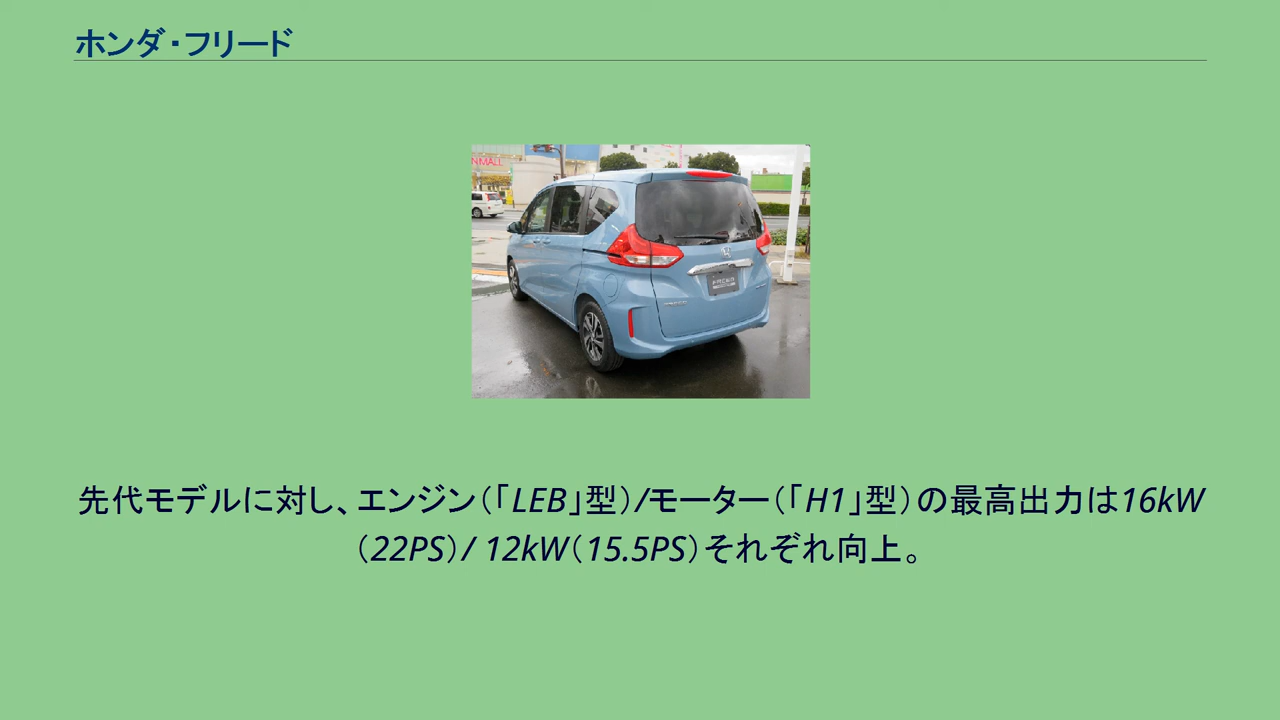 ホンダ・フリード
NMALL
FREED
先代モデルに対し、エンジン(「LEB」型)/モーター(「H1」型)の最高出力は16kW
(22PS)/ 12kW(15.5PS)それぞれ向上。